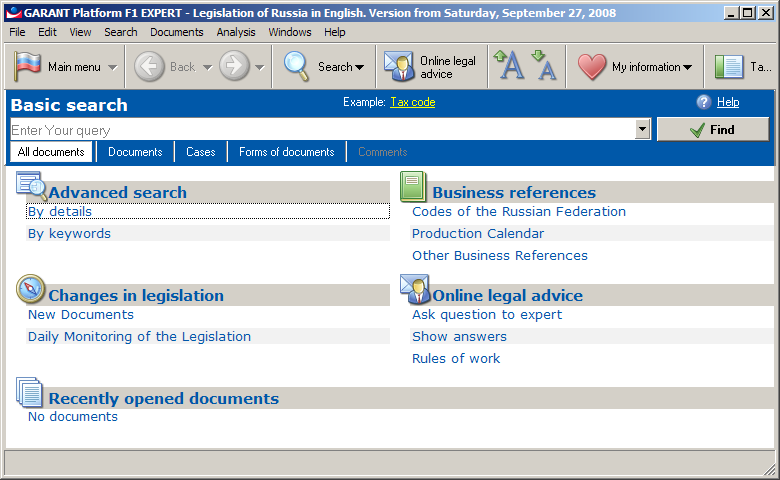 GARANT Platform F1 EXPERT - Legislation of Russia in English. Version from Saturday, September 27, 2008
File Edit View Search Documents Analysis Windows Help
Main menu Back Search Online legal advice My information Ta...
Basic search Example: Tax code ? Help
Enter Your query Find
All documents Documents Cases Forms of documents Comments
Advanced search
By details
By keywords
Business references
Codes of the Russian Federation
Production Calendar
Other Business References
Changes in legislation
New Documents
Daily Monitoring of the Legislation
Online legal advice
Ask question to expert
Show answers
Rules of work
Recently opened documents
No documents